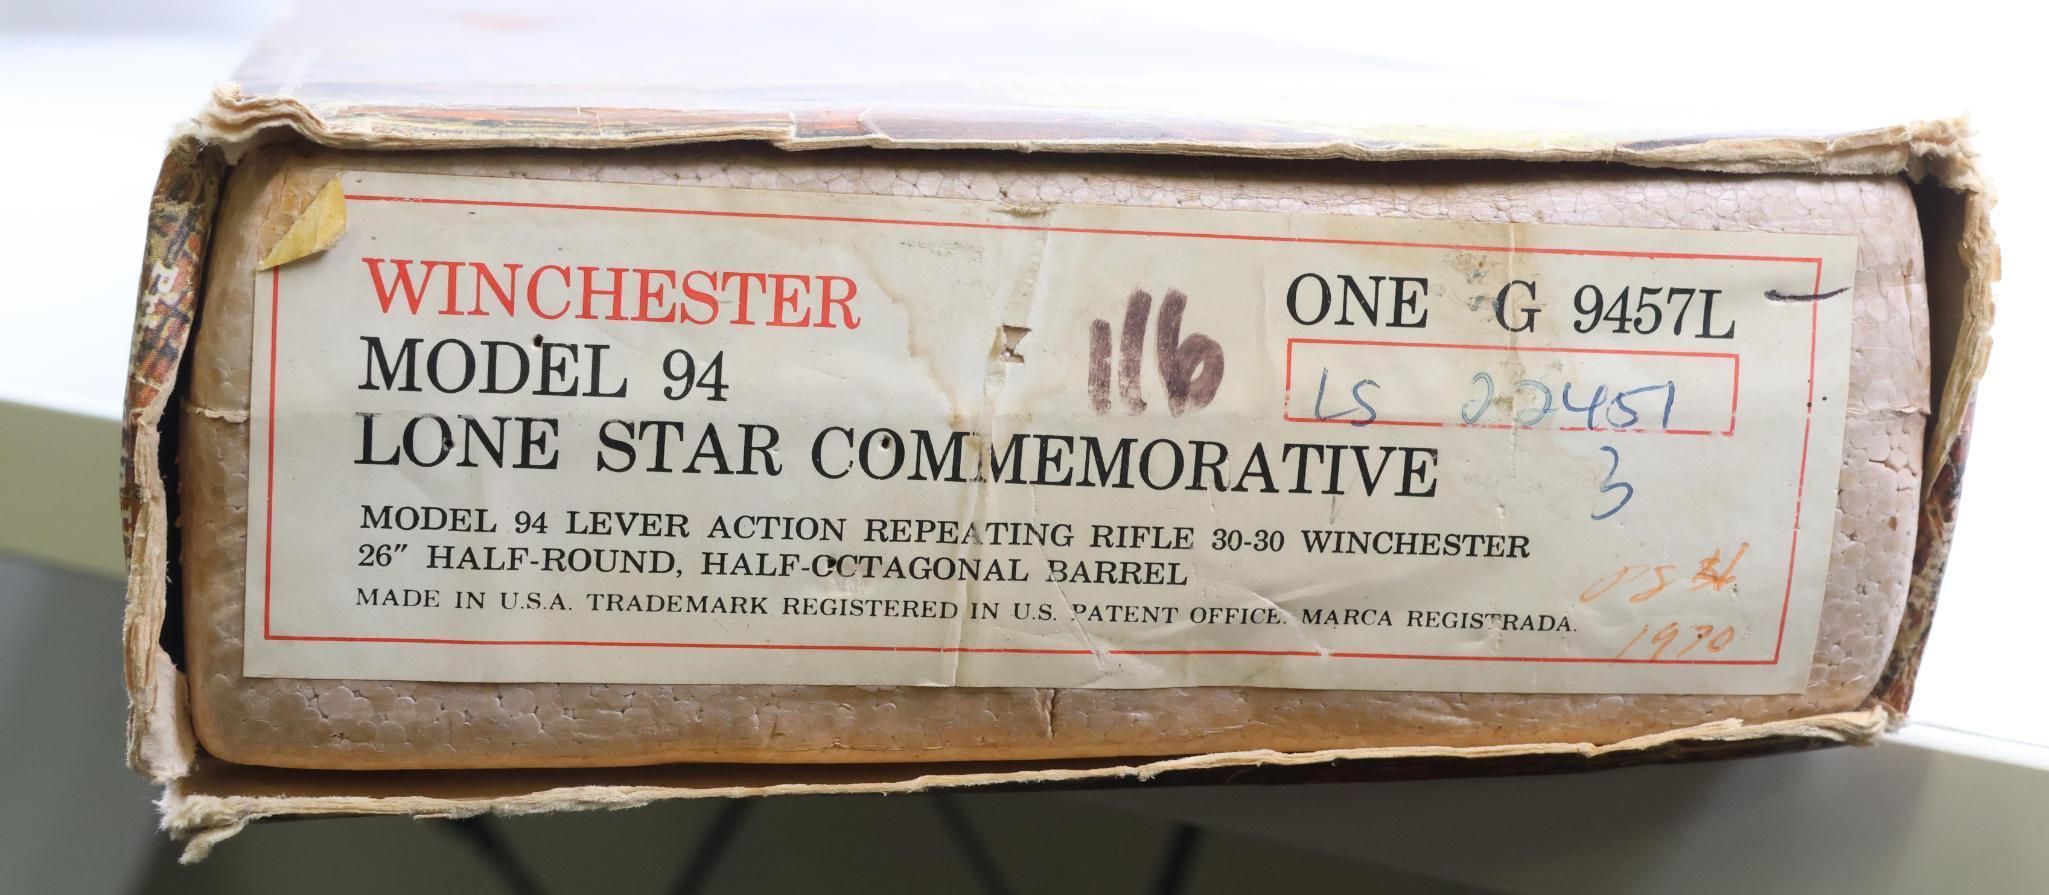 WINCHESTER
MODEL 94
LONE STAR COMMEMORATIVE
MODEL 94 LEVER ACTION REPEATING RIFLE 30-30 WINCHESTER
26" HALF-ROUND, HALF-OCTAGONAL BARREL
MADE IN U.S.A. TRADEMARK REGISTERED IN U.S. PATENT OFFICE. MARCA REGISTRADA.
116
ONE G 9457L
LS 22451
3
1970